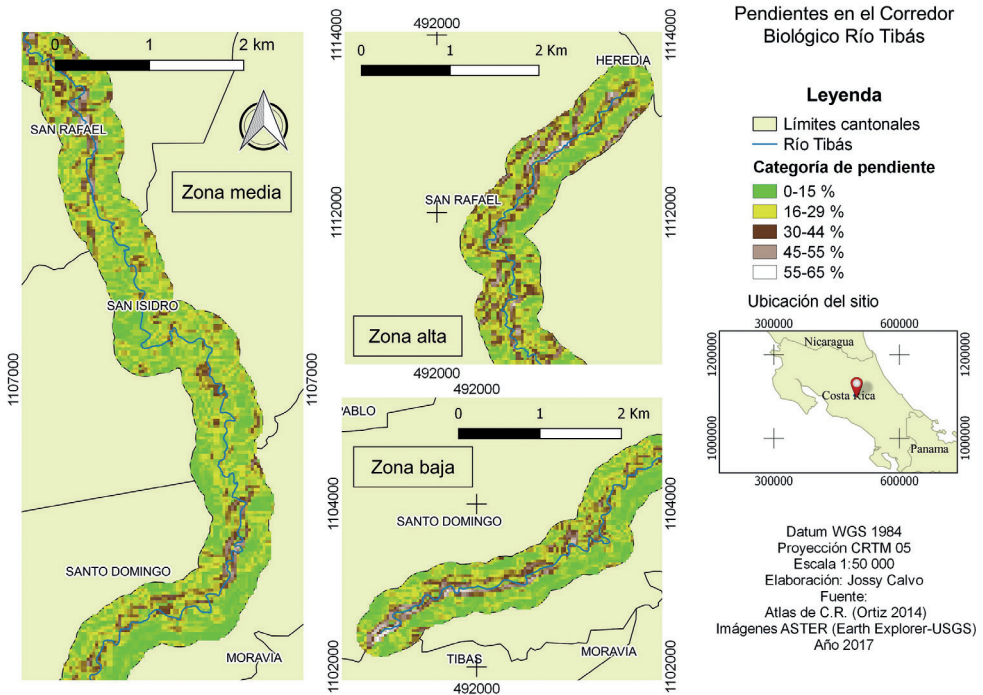 0 1 2 km
SAN RAFAEL
Zona media
SAN ISIDRO
1107000
1107000
SANTO DOMINGO
MORAVIA
492000
1114000
1114000
0 1 2 Km
HEREDIA
SAN RAFAEL
1112000
1112000
Zona alta
492000
492000
PABLO
0 1 2 Km
Zona baja
1104000
1104000
SANTO DOMINGO
TIBAS
MORAVIA
1102000
1102000
492000
Pendientes en el Corredor
Biológico Río Tibás
Leyenda
Límites cantonales
Río Tibás
Categoría de pendiente
0-15 %
16-29 %
30-44 %
45-55 %
55-65 %
Ubicación del sitio
300000 600000
1200000
1200000
Nicaragua
Costa Rica
Panama
1000000
1000000
300000 600000
Datum WGS 1984
Proyección CRTM 05
Escala 1:50 000
Elaboración: Jossy Calvo
Fuente:
Atlas de C.R. (Ortiz 2014)
Imágenes ASTER (Earth Explorer-USGS)
Año 2017